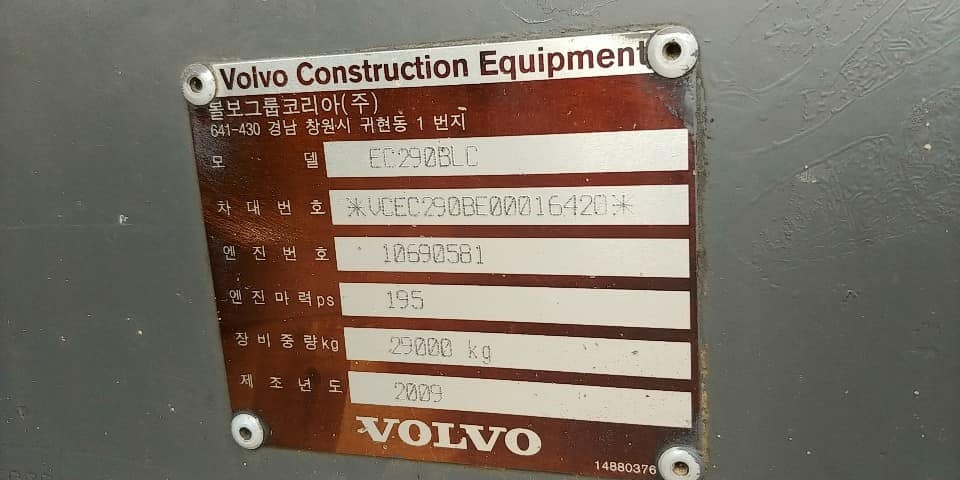 Volvo Construction Equipment
볼보그룹코리아(주)
641-430 경남 창원시 귀현동 1 번지
모 델 EC290BLC
차대번호 *VCEC290BE00016420*
엔진번호 10690581
엔진마력ps 195
장비중량kg 29000 kg
제조년도 2009
VOLVO
14880376